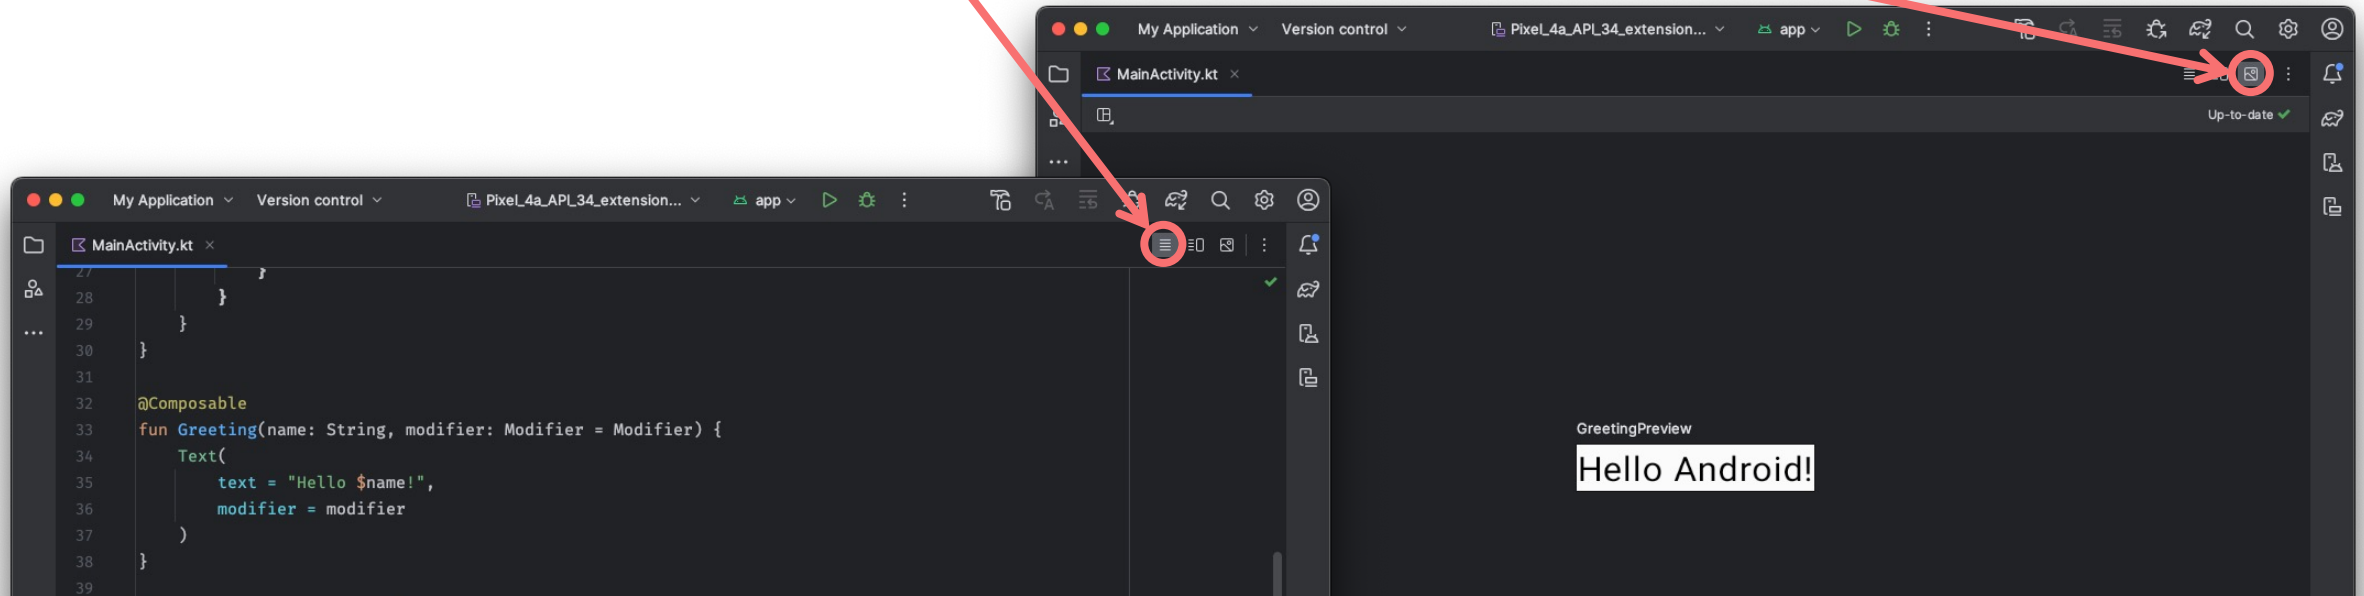 My Application Version control Pixel_4a_API_34_extension... app
MainActivity.kt
Up-to-date
GreetingPreview
Hello Android!
My Application Version control Pixel_4a_API_34_extension... app
MainActivity.kt
27 }
28 }
29 }
30 }
31
32 @Composable
33 fun Greeting(name: String, modifier: Modifier = Modifier) {
34 Text(
35 text = "Hello $name!",
36 modifier = modifier
37 )
38 }
39